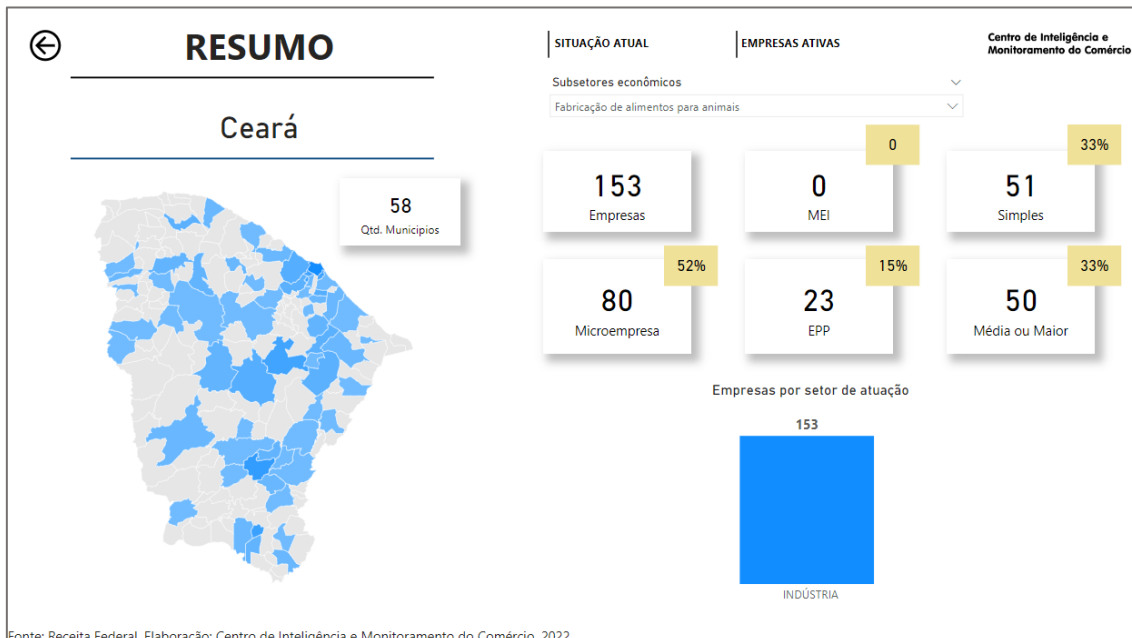 RESUMO
Ceará
58
Qtd. Municipios
SITUAÇÃO ATUAL
EMPRESAS ATIVAS
Centro de Inteligência e
Monitoramento do Comércio
Subsetores econômicos
Fabricação de alimentos para animais
153
Empresas
0
0
MEI
33%
51
Simples
52%
80
Microempresa
15%
23
EPP
33%
50
Média ou Maior
Empresas por setor de atuação
153
INDÚSTRIA
Fonte: Receita Federal. Elaboração: Centro de Inteligência e Monitoramento do Comércio, 2022